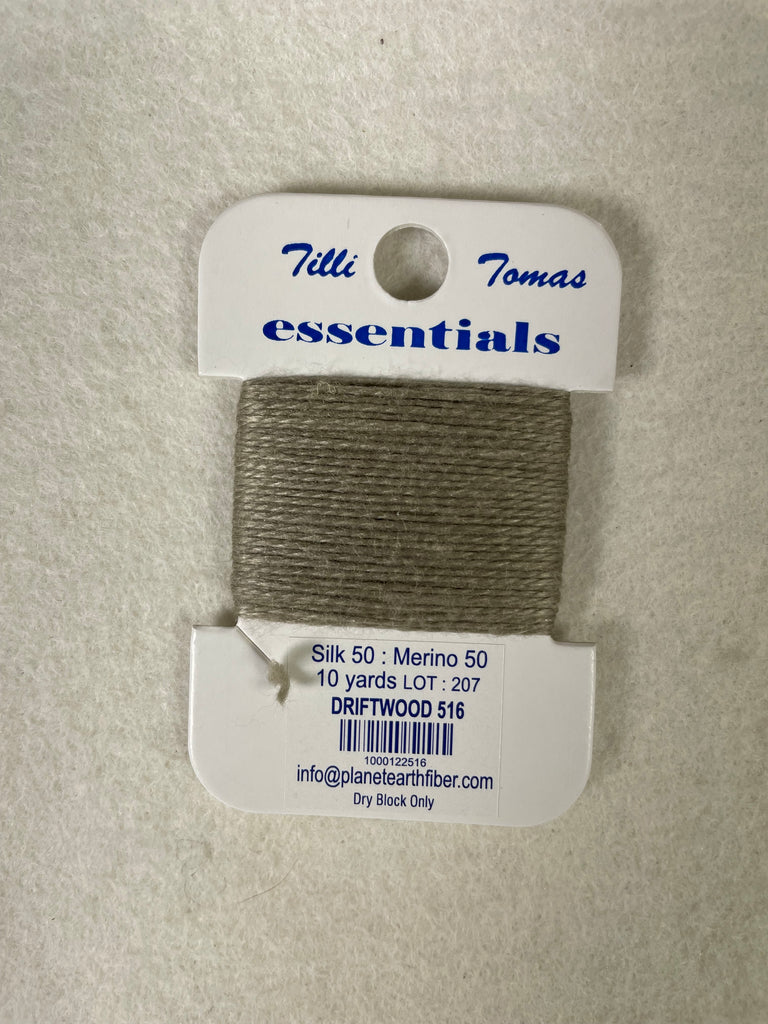 Tilli Tomas
essentials
Silk 50 : Merino 50
10 yards LOT : 207
DRIFTWOOD 516
1000122516
info@planetearthfiber.com
Dry Block Only